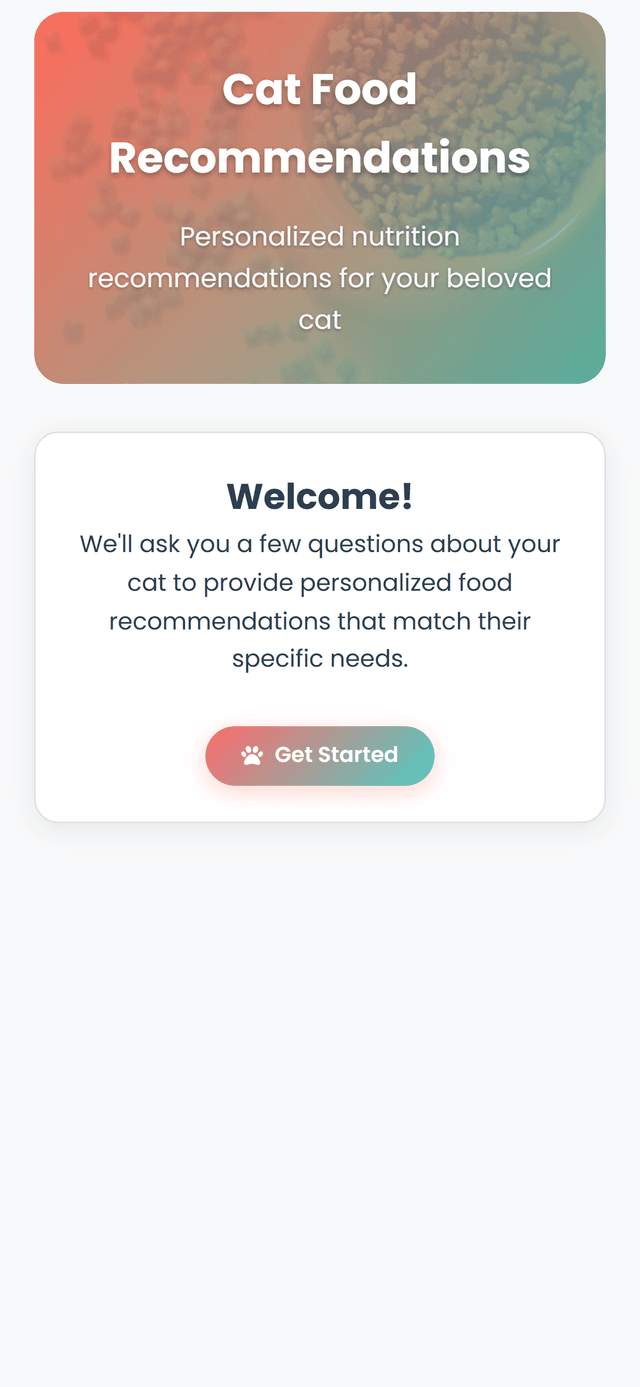 Cat Food
Recommendations
Personalized nutrition
recommendations for your beloved
cat
Welcome!
We'll ask you a few questions about your
cat to provide personalized food
recommendations that match their
specific needs.
Get Started